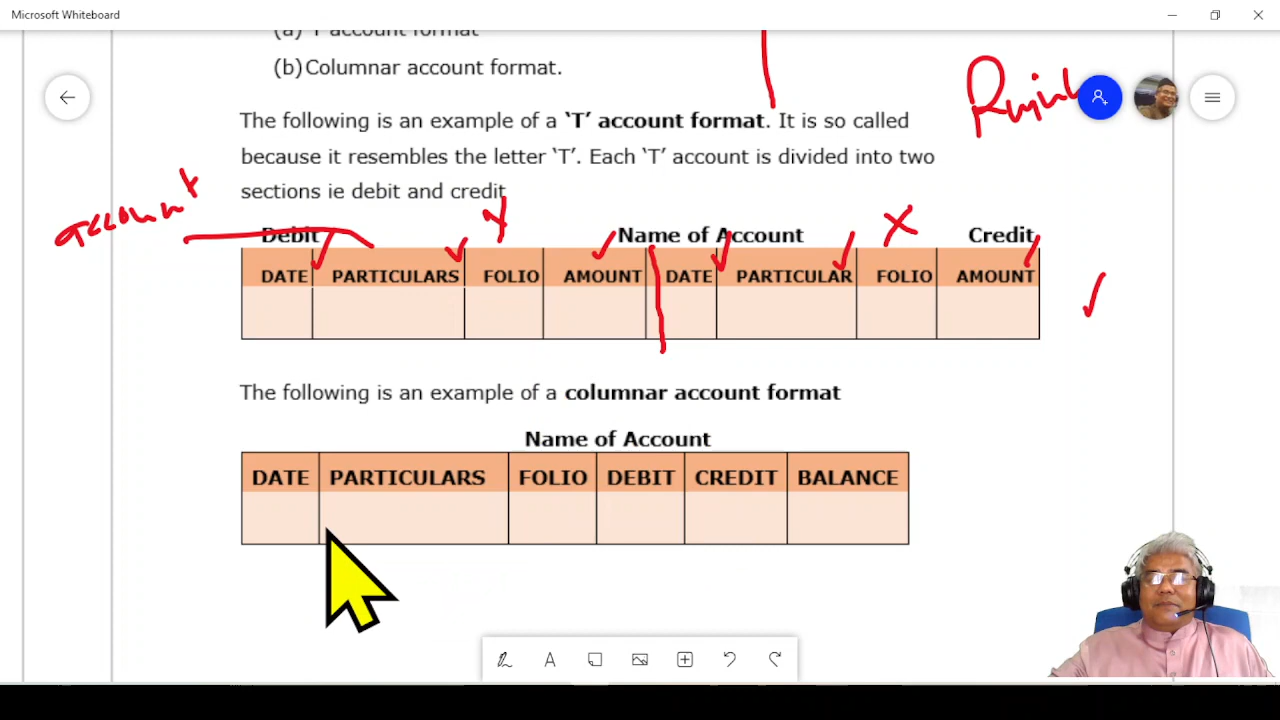 Microsoft Whiteboard
(a) T account format
(b) Columnar account format.
The following is an example of a ‘T’ account format. It is so called
because it resembles the letter ‘T’. Each ‘T’ account is divided into two
sections ie debit and credit
account
Debit Name of Account Credit
DATE PARTICULARS FOLIO AMOUNT DATE PARTICULAR FOLIO AMOUNT
The following is an example of a columnar account format
Name of Account
DATE PARTICULARS FOLIO DEBIT CREDIT BALANCE